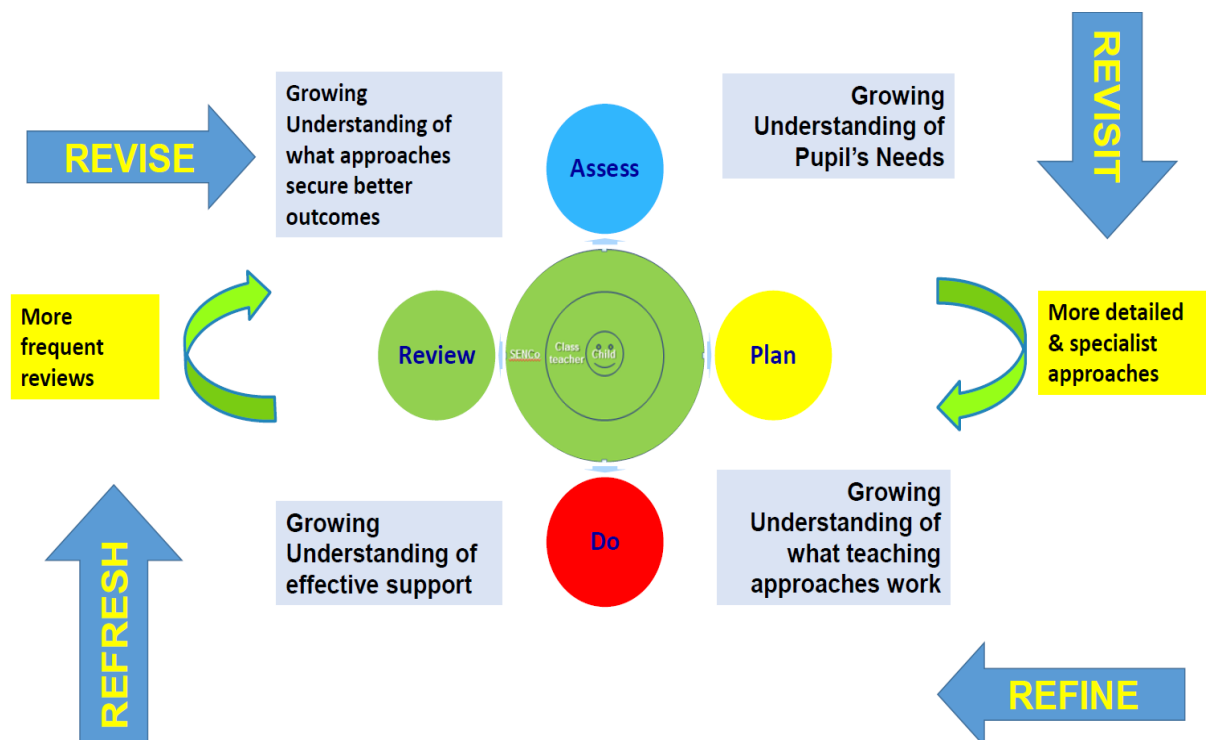 REVISE
Growing
Understanding of
what approaches
secure better
outcomes
Assess
Growing
Understanding of
Pupil’s Needs
REVISIT
More
frequent
reviews
Review
SENCo
Class
teacher
Child
Plan
More detailed
& specialist
approaches
REFRESH
Growing
Understanding of
effective support
Do
Growing
Understanding of
what teaching
approaches work
REFINE